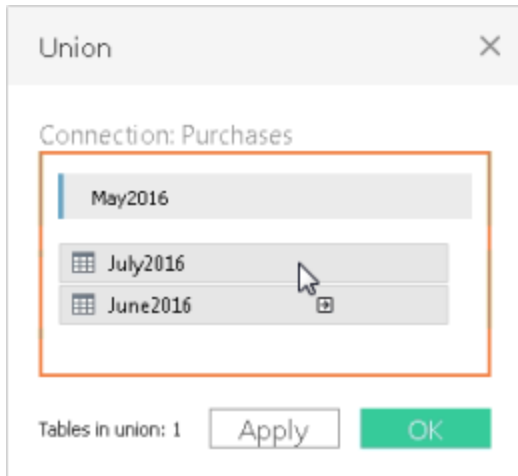 Union
Connection: Purchases
May2016
July2016
June2016
Tables in union: 1 Apply OK